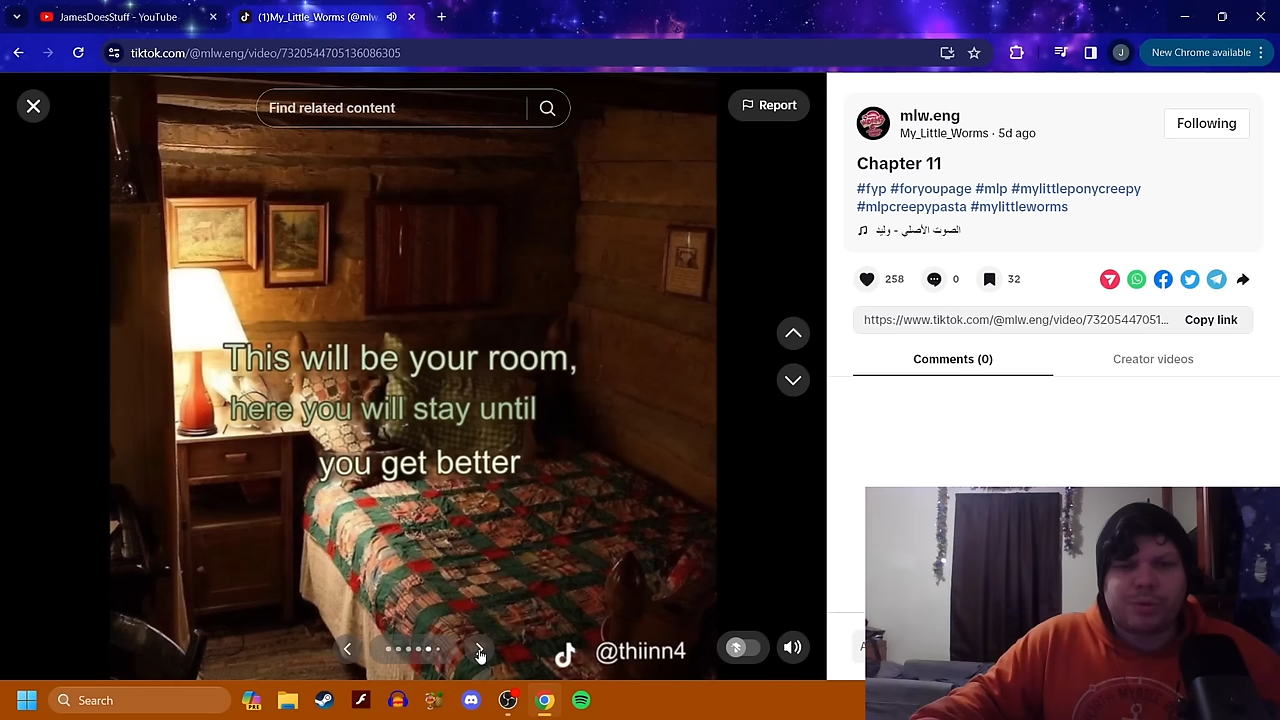 JamesDoesStuff - YouTube
(1)My_Little_Worms (@mlw
tiktok.com/@mlw.eng/video/7320544705136086305
J
New Chrome available
Find related content
Report
This will be your room,
here you will stay until
you get better
@thiinn4
mlw.eng
My_Little_Worms · 5d ago
Following
Chapter 11
#fyp #foryoupage #mlp #mylittleponycreepy
#mlpcreepypasta #mylittleworms
الصوت الأصلي - وليد
258
0
32
https://www.tiktok.com/@mlw.eng/video/73205447051...
Copy link
Comments (0)
Creator videos
Search
PRE